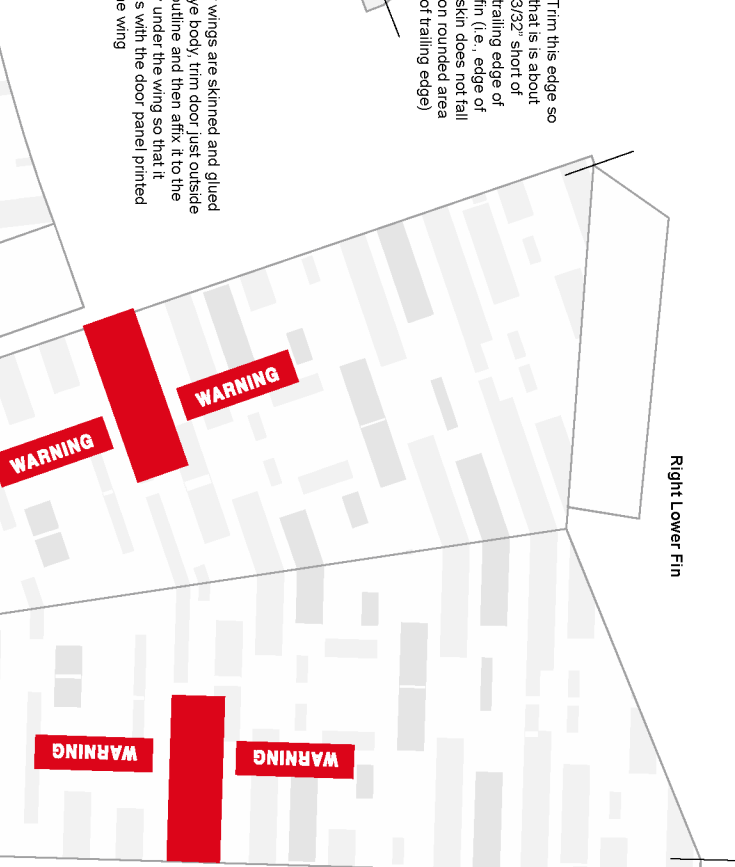 Trim this edge so
that is is about
3/32" short of
trailing edge of
fin (i.e., edge of
skin does not fall
on rounded area
of trailing edge)
wings are skinned and glued
body, trim door just outside
and then affix it to the
under the wing so that it
with the door panel printed
wing
WARNING
WARNING
Right Lower Fin
WARNING
WARNING